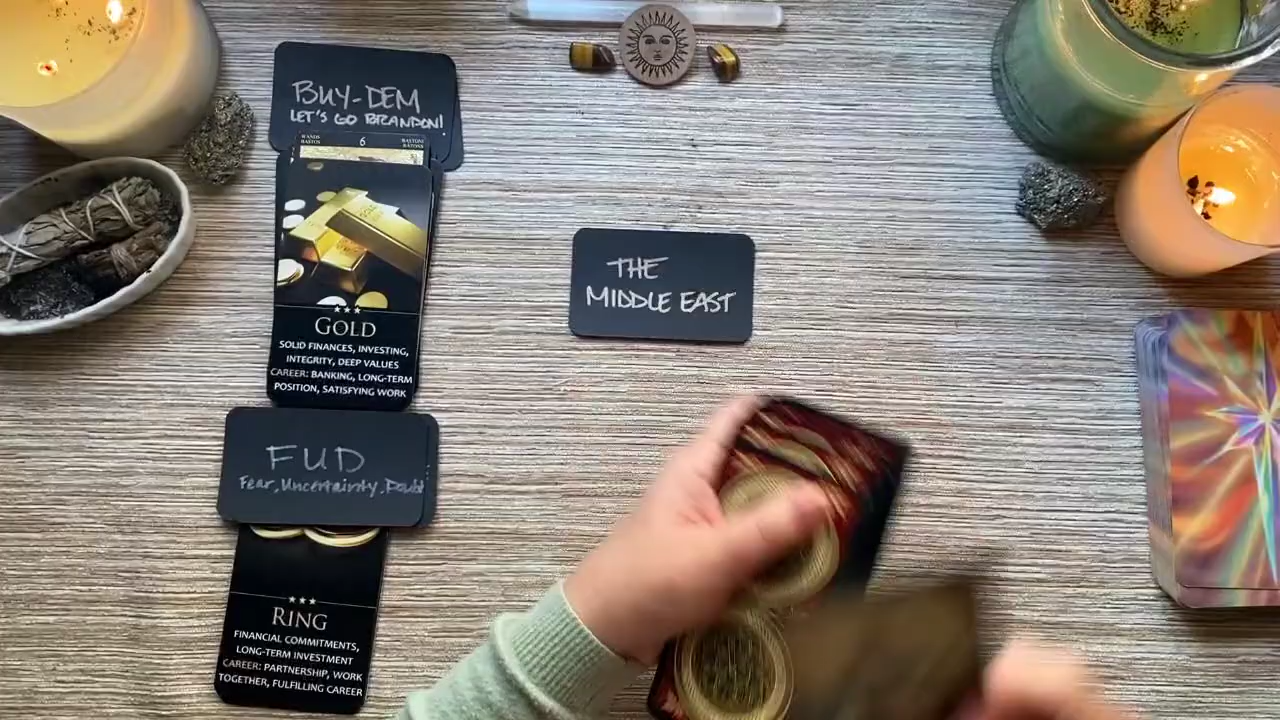 BUY-DEM
LET'S GO BRANDON!
WANDS
BASTOS
6
BASTONI
BÂTONS
GOLD
SOLID FINANCES, INVESTING,
INTEGRITY, DEEP VALUES
CAREER: BANKING, LONG-TERM
POSITION, SATISFYING WORK
THE
MIDDLE EAST
FUD
Fear, Uncertainty, Doubt
RING
FINANCIAL COMMITMENTS,
LONG-TERM INVESTMENT
CAREER: PARTNERSHIP, WORK
TOGETHER, FULFILLING CAREER